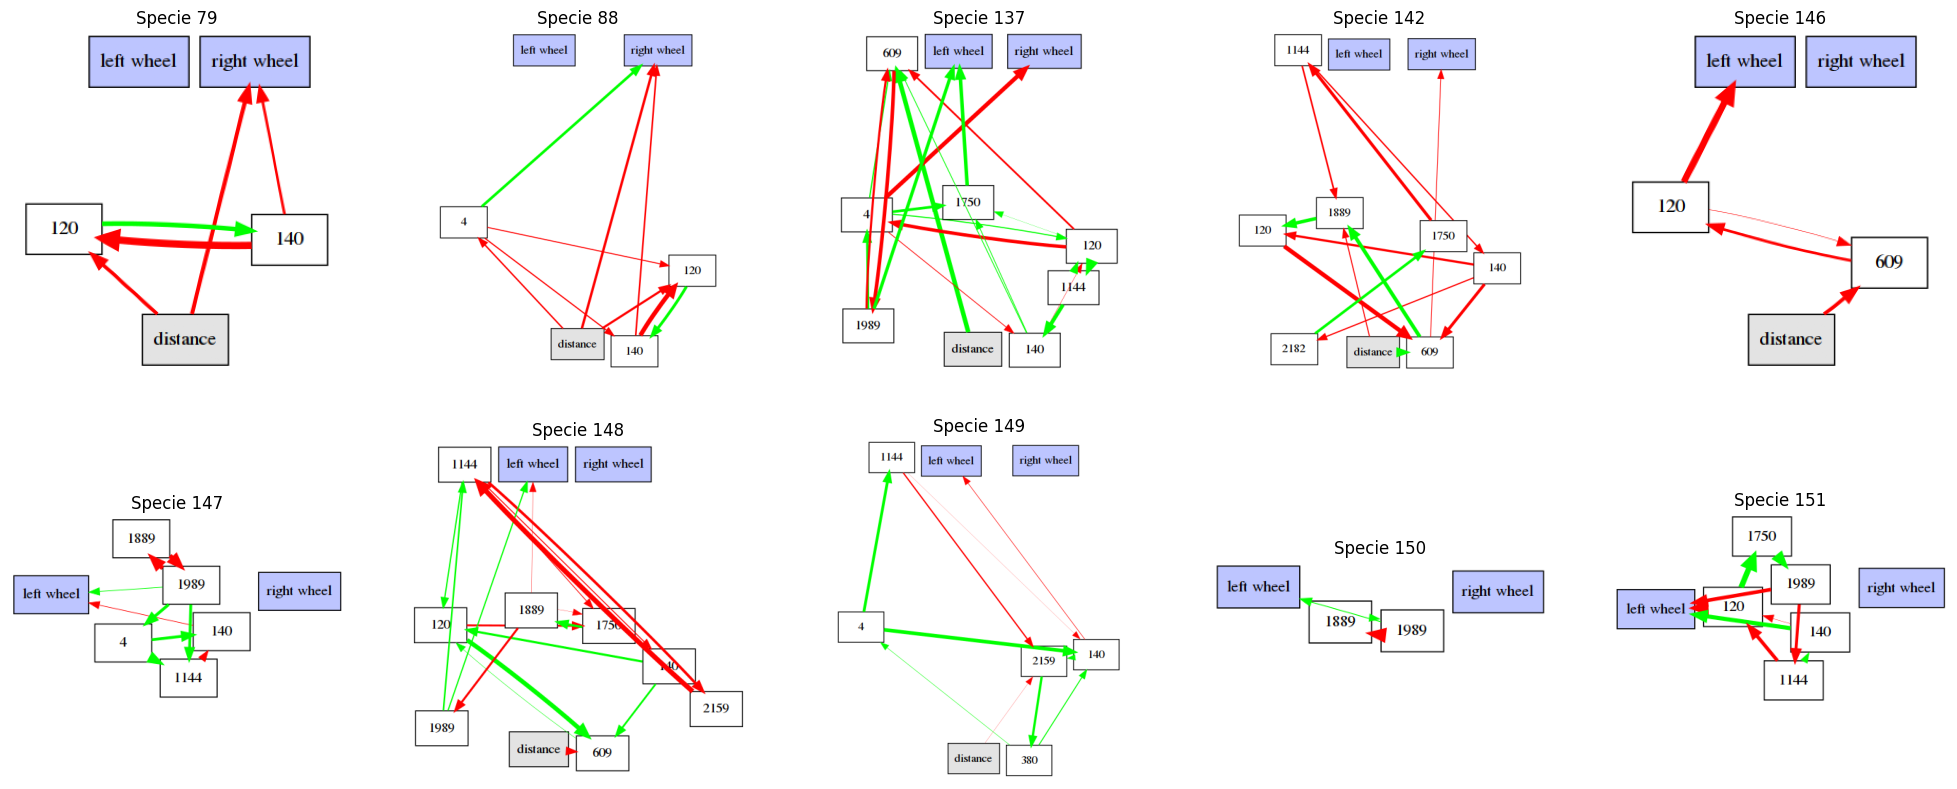 Specie 79
left wheel
right wheel
120
140
distance
Specie 88
left wheel
right wheel
4
120
distance
140
Specie 137
609
left wheel
right wheel
4
1750
120
1144
1989
distance
140
Specie 142
1144
left wheel
right wheel
1889
120
1750
140
2182
distance
609
Specie 146
left wheel
right wheel
120
609
distance
Specie 147
1889
left wheel
1989
right wheel
4
140
1144
Specie 148
1144
left wheel
right wheel
1889
120
1750
140
2159
1989
distance
609
Specie 149
1144
left wheel
right wheel
4
2159
140
distance
380
Specie 150
left wheel
right wheel
1889
1989
Specie 151
1750
1989
right wheel
left wheel
120
140
1144